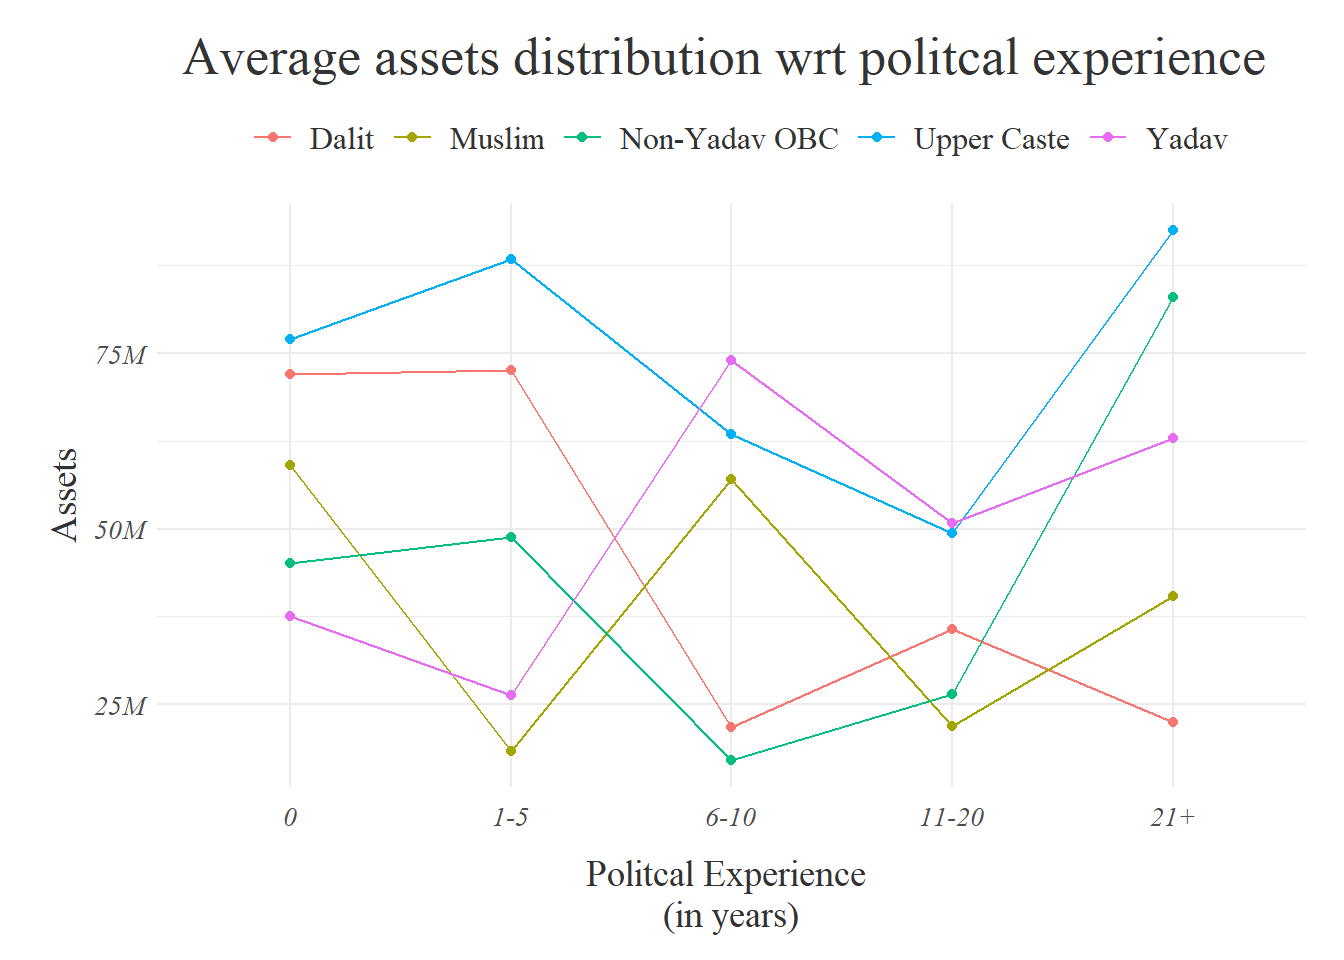 Average assets distribution wrt politcal experience
Dalit Muslim Non-Yadav OBC Upper Caste Yadav
75M
50M
25M
Assets
0 1-5 6-10 11-20 21+
Politcal Experience
(in years)